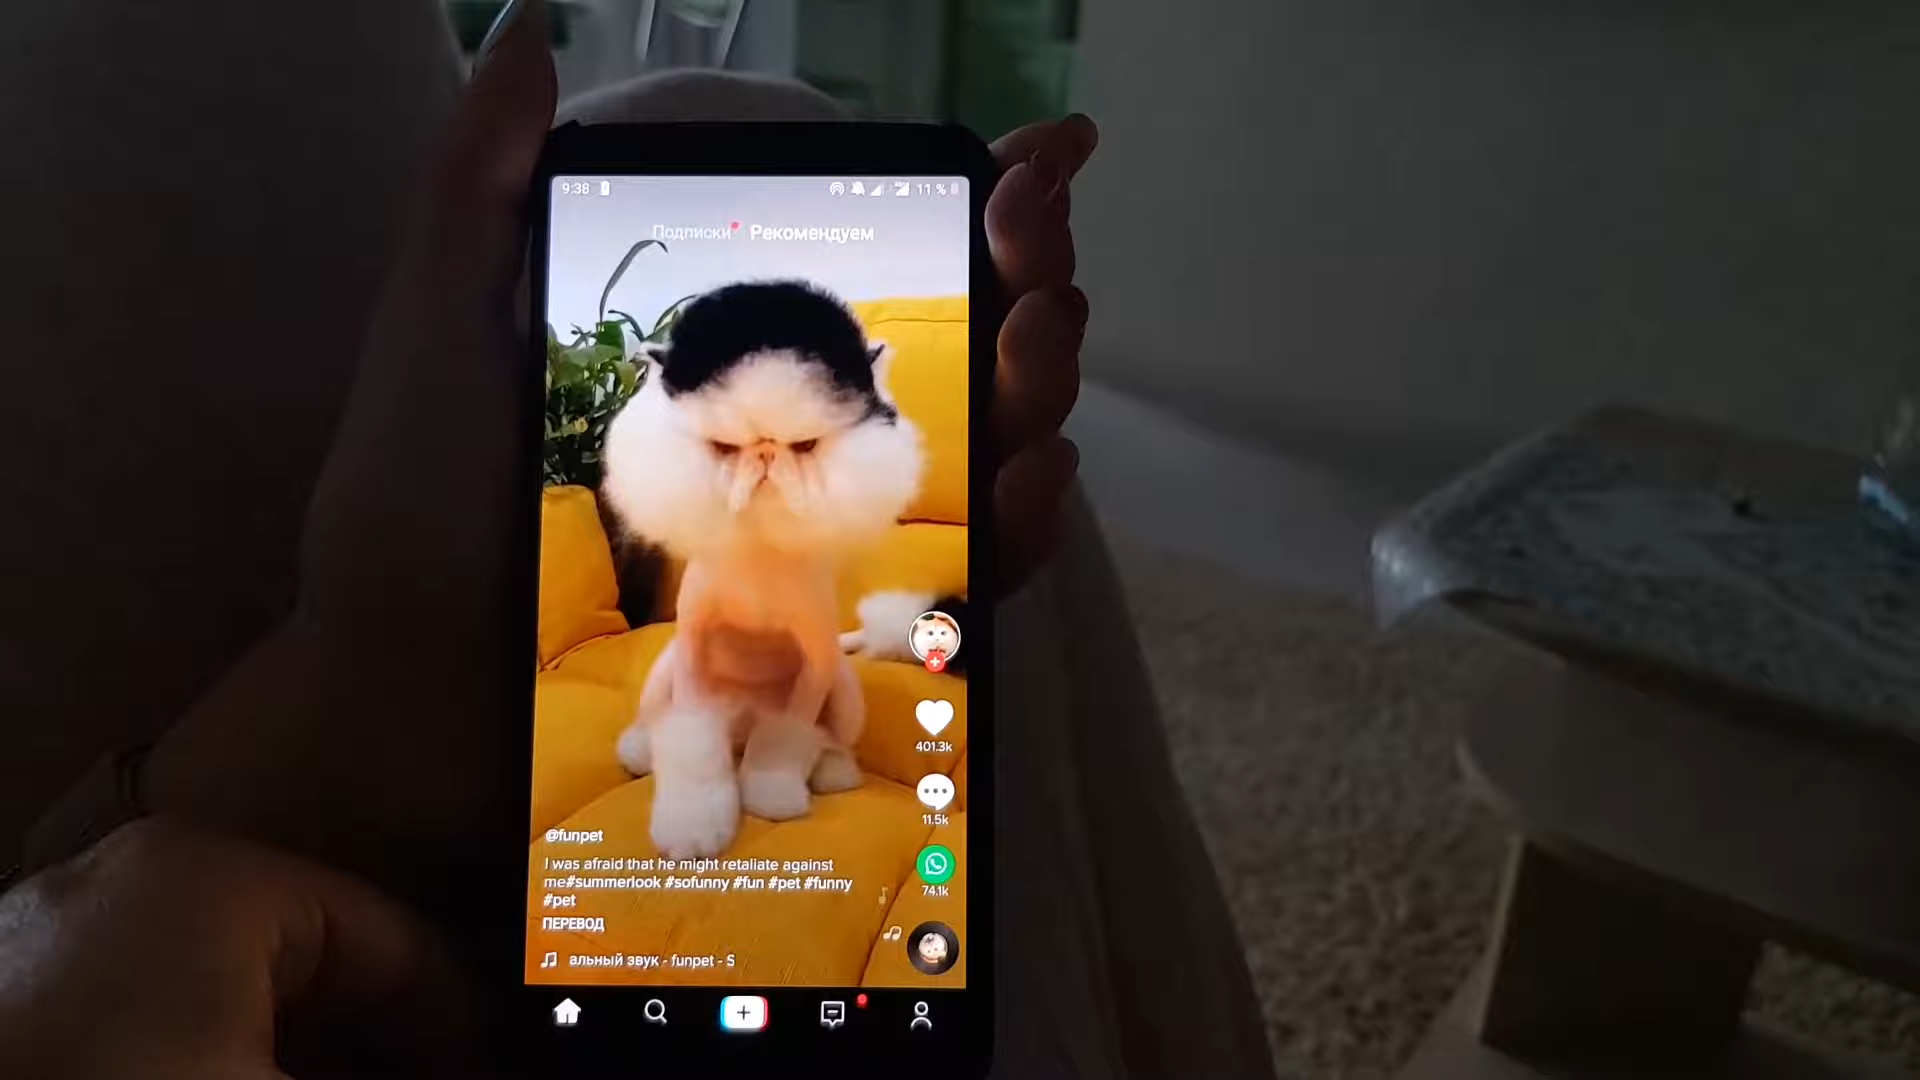 9:38
11 %
Подписки Рекомендуем
401.3k
11.5k
74.1k
@funpet
I was afraid that he might retaliate against
me#summerlook #sofunny #fun #pet #funny
#pet
ПЕРЕВОД
альный звук - funpet - S